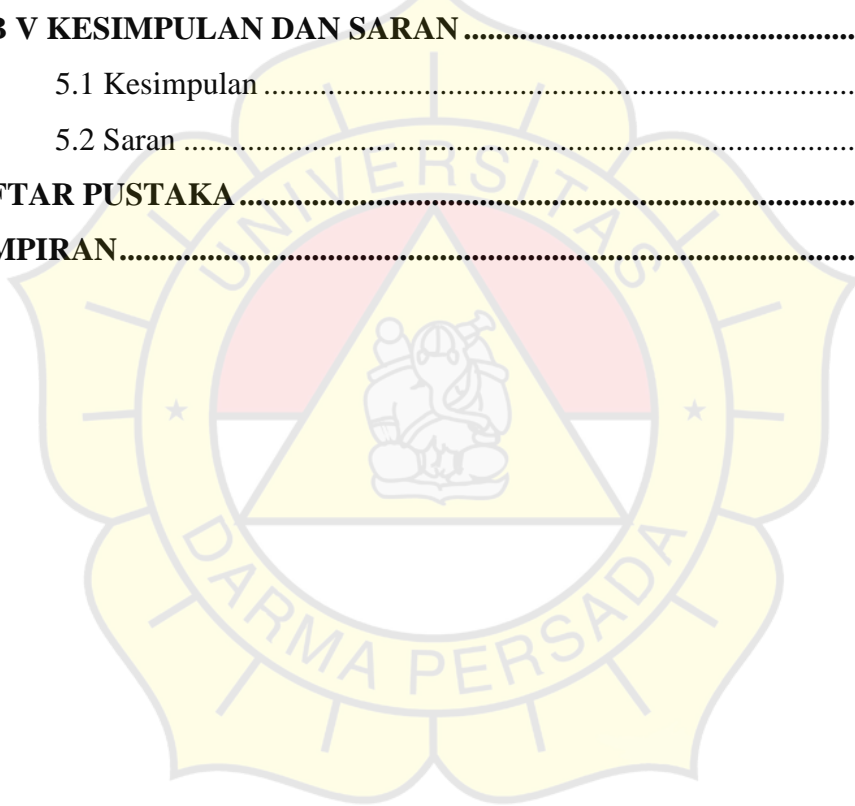 B V KESIMPULAN DAN SARAN ........................................................
5.1 Kesimpulan ........................................................................................
5.2 Saran ..................................................................................................
FTAR PUSTAKA ...................................................................................
MPIRAN ..................................................................................................
UNIVERSITAS
DARMA PERSADA